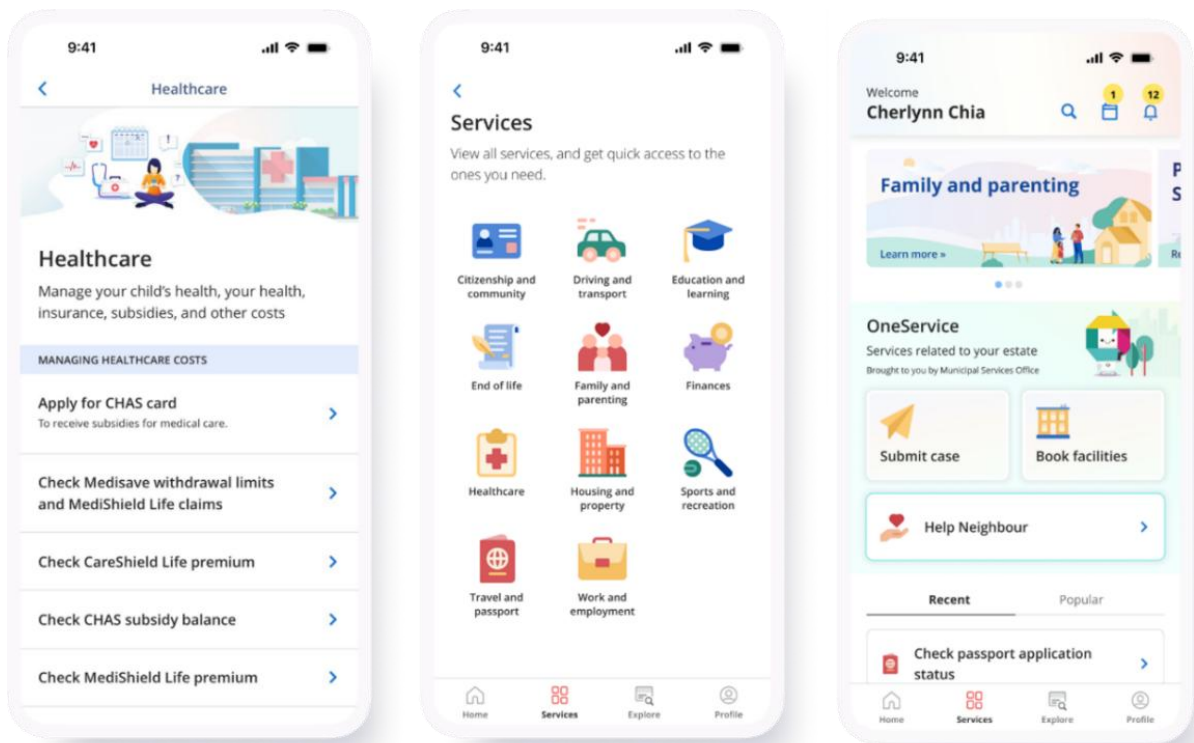 9:41
Healthcare
Healthcare
Manage your child's health, your health,
insurance, subsidies, and other costs
MANAGING HEALTHCARE COSTS
Apply for CHAS card
To receive subsidies for medical care.
Check Medisave withdrawal limits
and MediShield Life claims
Check CareShield Life premium
Check CHAS subsidy balance
Check MediShield Life premium
9:41
Services
View all services, and get quick access to the
ones you need.
Citizenship and
community
Driving and
transport
Education and
learning
End of life
Family and
parenting
Finances
Healthcare
Housing and
property
Sports and
recreation
Travel and
passport
Work and
employment
Home
Services
Explore
Profile
9:41
Welcome
Cherlynn Chia
1
12
Family and parenting
Learn more »
P
S
Re
OneService
Services related to your estate
Brought to you by Municipal Services Office
Submit case
Book facilities
Help Neighbour
Recent
Popular
Check passport application
status
Home
Services
Explore
Profile